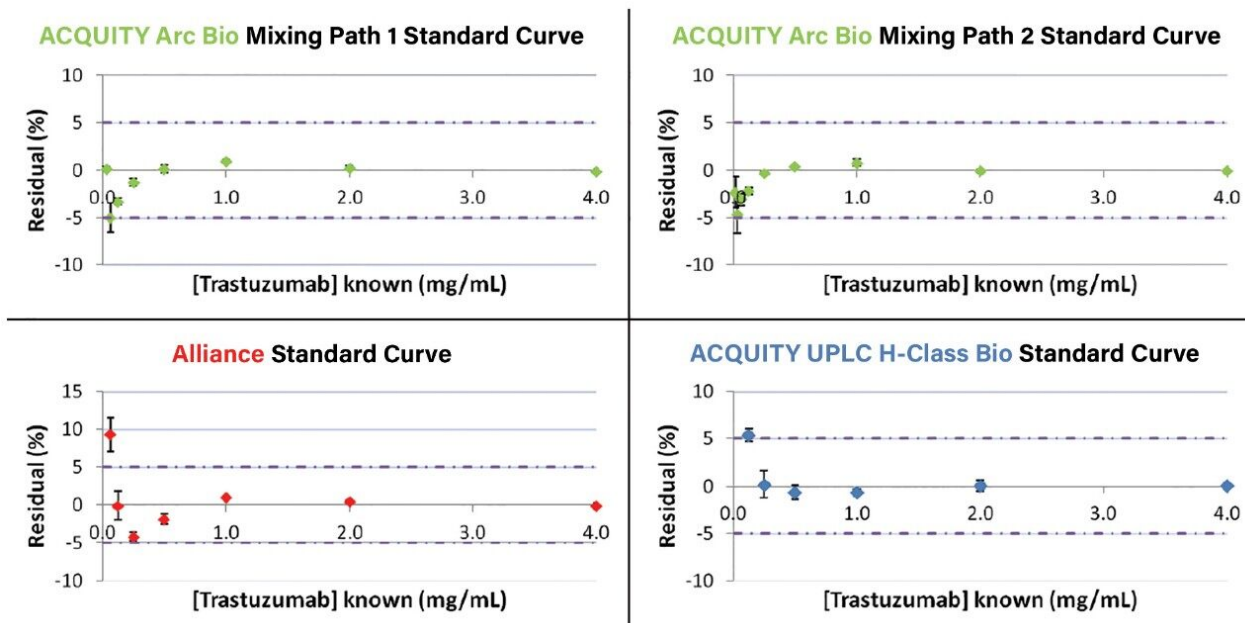 ACQUITY Arc Bio Mixing Path 1 Standard Curve
10
5
0
-5
-10
Residual (%)
0.0 1.0 2.0 3.0 4.0
[Trastuzumab] known (mg/mL)
ACQUITY Arc Bio Mixing Path 2 Standard Curve
10
5
0
-5
-10
Residual (%)
0.0 1.0 2.0 3.0 4.0
[Trastuzumab] known (mg/mL)
Alliance Standard Curve
15
10
5
0
-5
-10
Residual (%)
0.0 1.0 2.0 3.0 4.0
[Trastuzumab] known (mg/mL)
ACQUITY UPLC H-Class Bio Standard Curve
10
5
0
-5
-10
Residual (%)
0.0 1.0 2.0 3.0 4.0
[Trastuzumab] known (mg/mL)